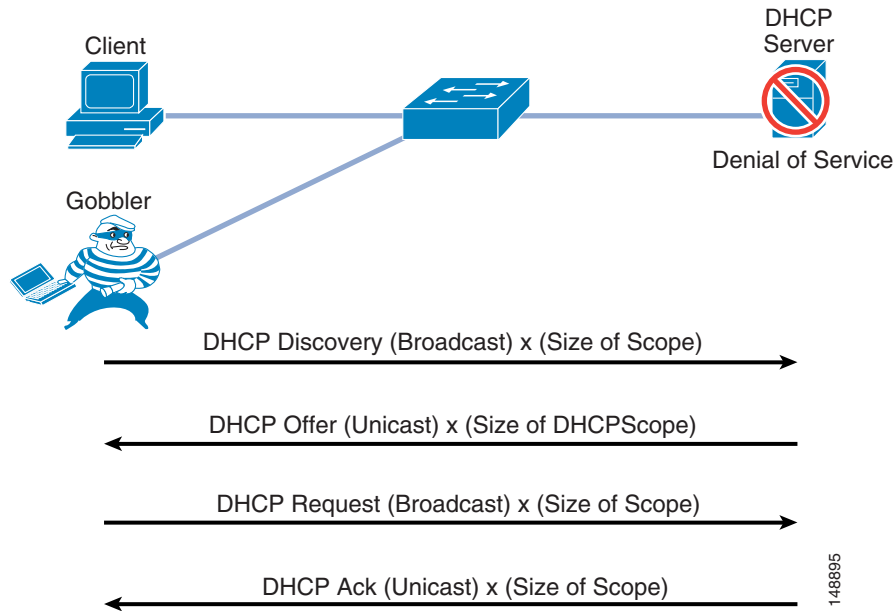 Client
DHCP
Server
Denial of Service
Gobbler
DHCP Discovery (Broadcast) x (Size of Scope)
DHCP Offer (Unicast) x (Size of DHCPScope)
DHCP Request (Broadcast) x (Size of Scope)
DHCP Ack (Unicast) x (Size of Scope)
148895